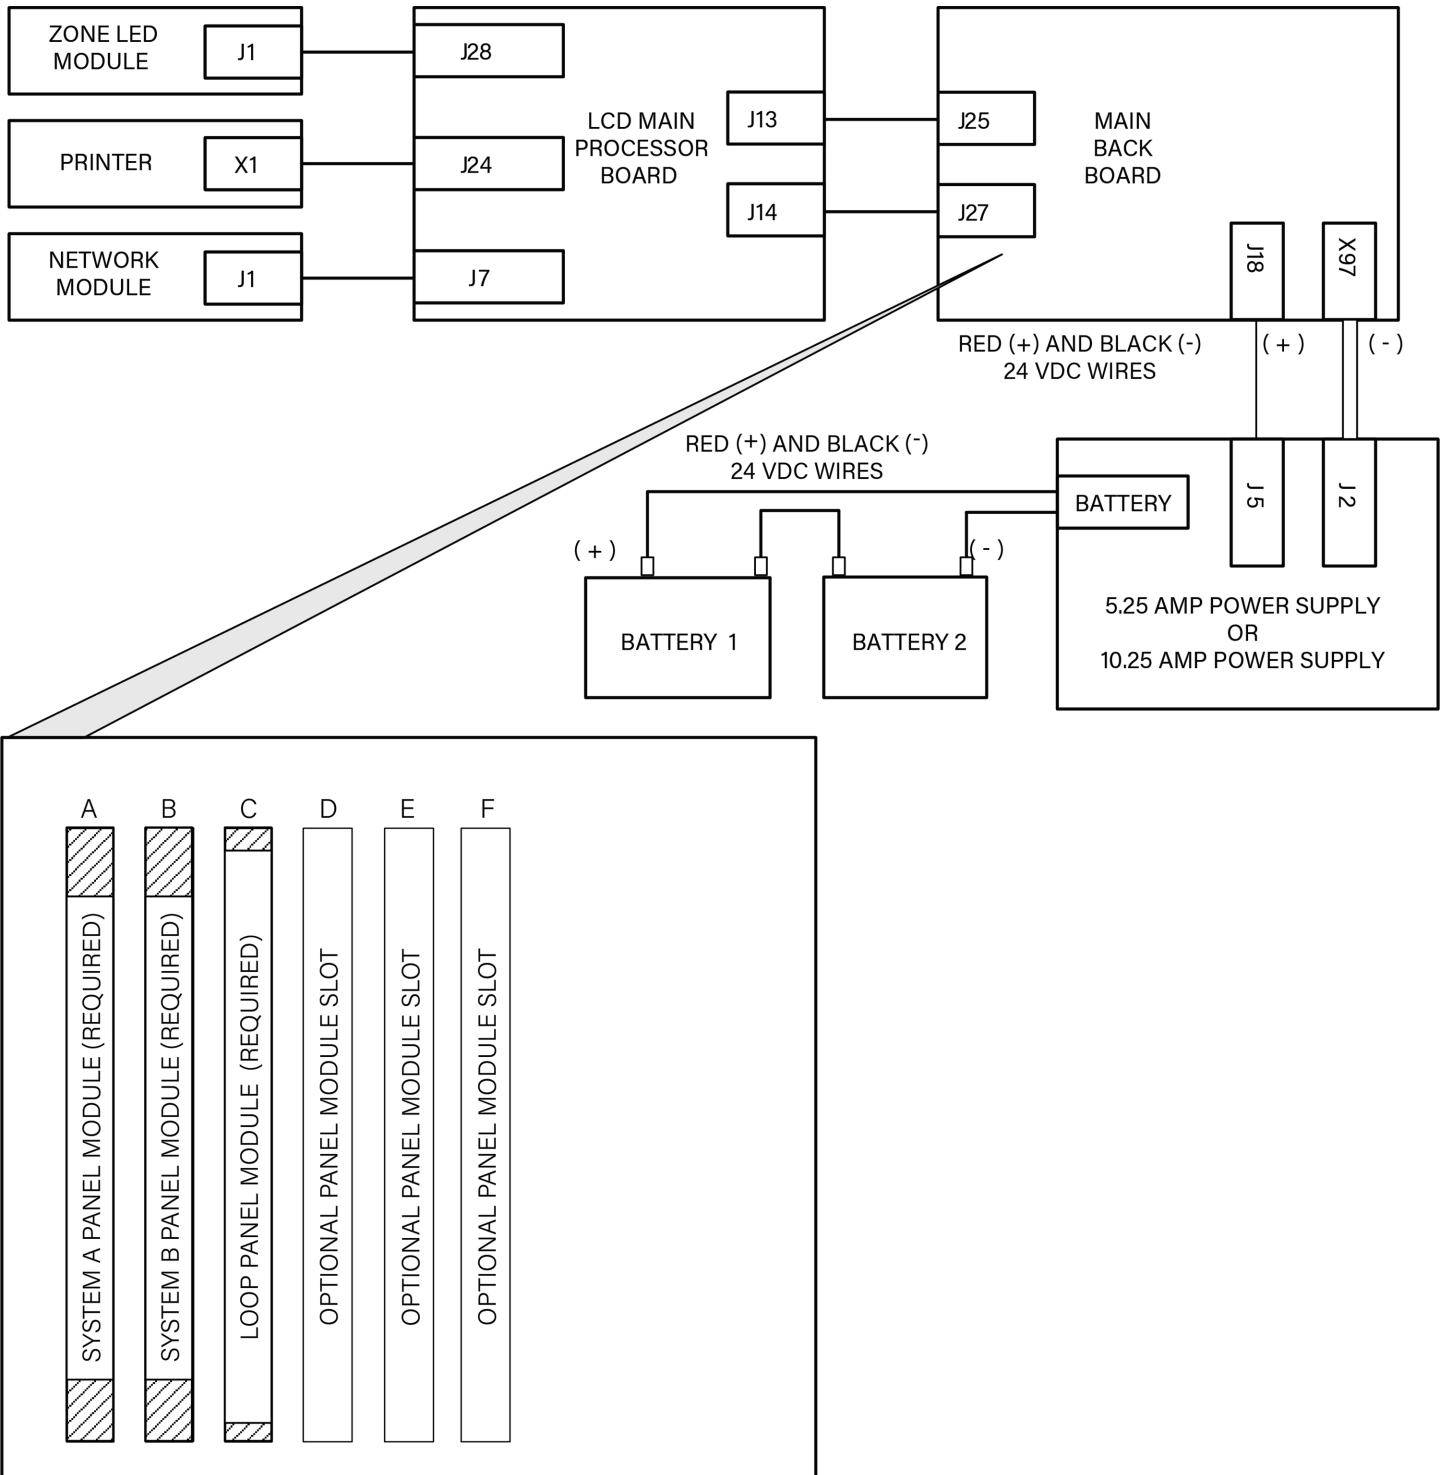 ZONE LED
MODULE
J1
J28
PRINTER
X1
J24
NETWORK
MODULE
J1
J7
LCD MAIN
PROCESSOR
BOARD
J13
J14
J25
J27
MAIN
BACK
BOARD
J18
X97
RED (+) AND BLACK (-)
24 VDC WIRES
( + )
( - )
RED (+) AND BLACK (-)
24 VDC WIRES
( + )
( - )
BATTERY 1
BATTERY 2
BATTERY
J 5
J 2
5.25 AMP POWER SUPPLY
OR
10.25 AMP POWER SUPPLY
A
B
C
D
E
F
SYSTEM A PANEL MODULE (REQUIRED)
SYSTEM B PANEL MODULE (REQUIRED)
LOOP PANEL MODULE (REQUIRED)
OPTIONAL PANEL MODULE SLOT
OPTIONAL PANEL MODULE SLOT
OPTIONAL PANEL MODULE SLOT